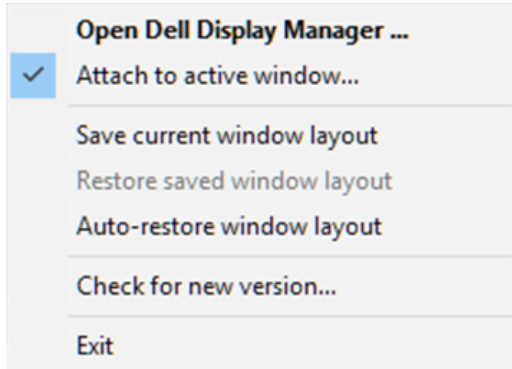 Open Dell Display Manager ...
Attach to active window...
Save current window layout
Restore saved window layout
Auto-restore window layout
Check for new version...
Exit